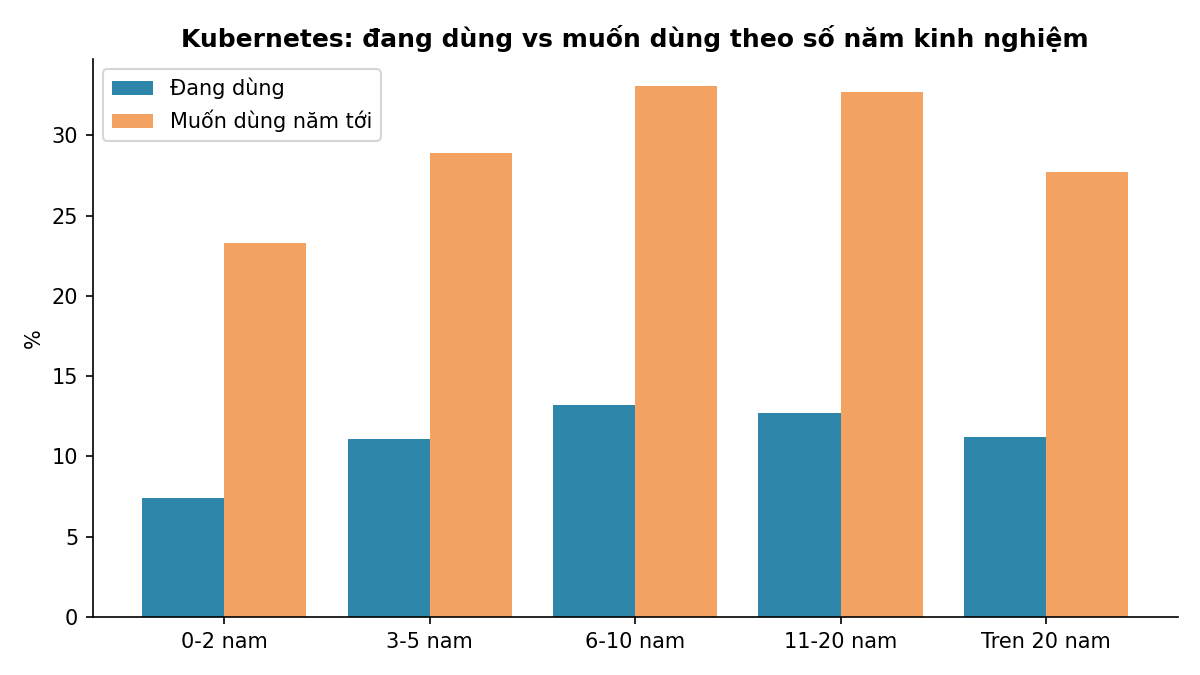 Kubernetes: đang dùng vs muốn dùng theo số năm kinh nghiệm
Đang dùng
Muốn dùng năm tới
%
30
25
20
15
10
5
0
0-2 nam
3-5 nam
6-10 nam
11-20 nam
Tren 20 nam